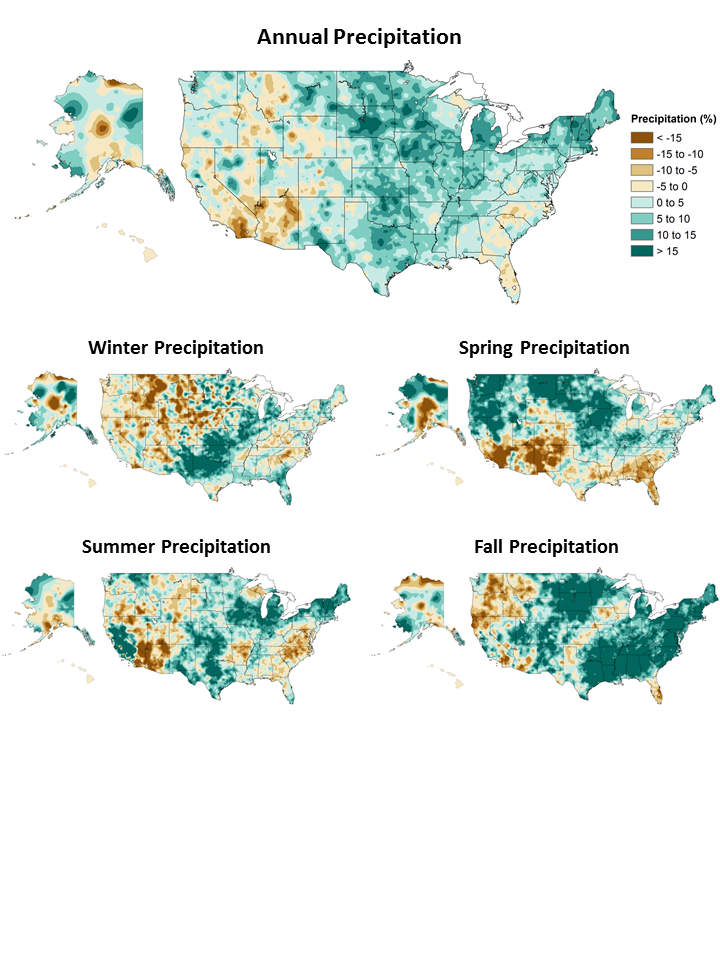 Annual Precipitation
Precipitation (%)
< -15
-15 to -10
-10 to -5
-5 to 0
0 to 5
5 to 10
10 to 15
> 15
Winter Precipitation
Spring Precipitation
Summer Precipitation
Fall Precipitation